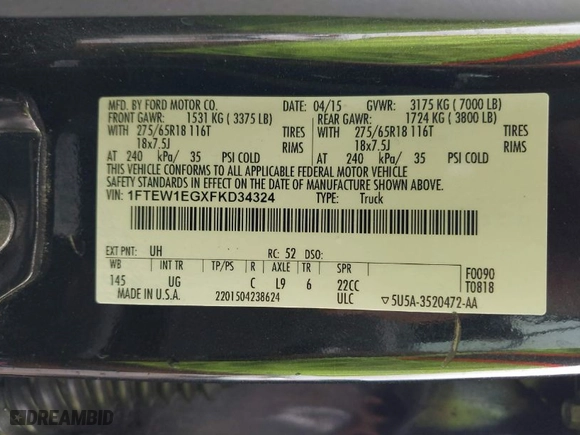 MFD. BY FORD MOTOR CO. DATE: 04/15 GVWR: 3175 KG ( 7000 LB)
FRONT GAWR: 1531 KG ( 3375 LB) REAR GAWR: 1724 KG ( 3800 LB)
WITH 275/65R18 116T TIRES WITH 275/65R18 116T TIRES
18x7.5J RIMS 18x7.5J RIMS
AT 240 kPa/ 35 PSI COLD AT 240 kPa/ 35 PSI COLD
THIS VEHICLE CONFORMS TO ALL APPLICABLE FEDERAL MOTOR VEHICLE
SAFETY STANDARDS IN EFFECT ON THE DATE OF MANUFACTURE SHOWN ABOVE.
VIN: 1FTEW1EGXFKD34324 TYPE: Truck
EXT PNT: UH RC: 52 DSO:
WB INT TR TP/PS R AXLE TR SPR F0090
145 UG C L9 6 22CC T0818
MADE IN U.S.A. 2201504238624 ULC ▽5U5A-3520472-AA
DREAMBID